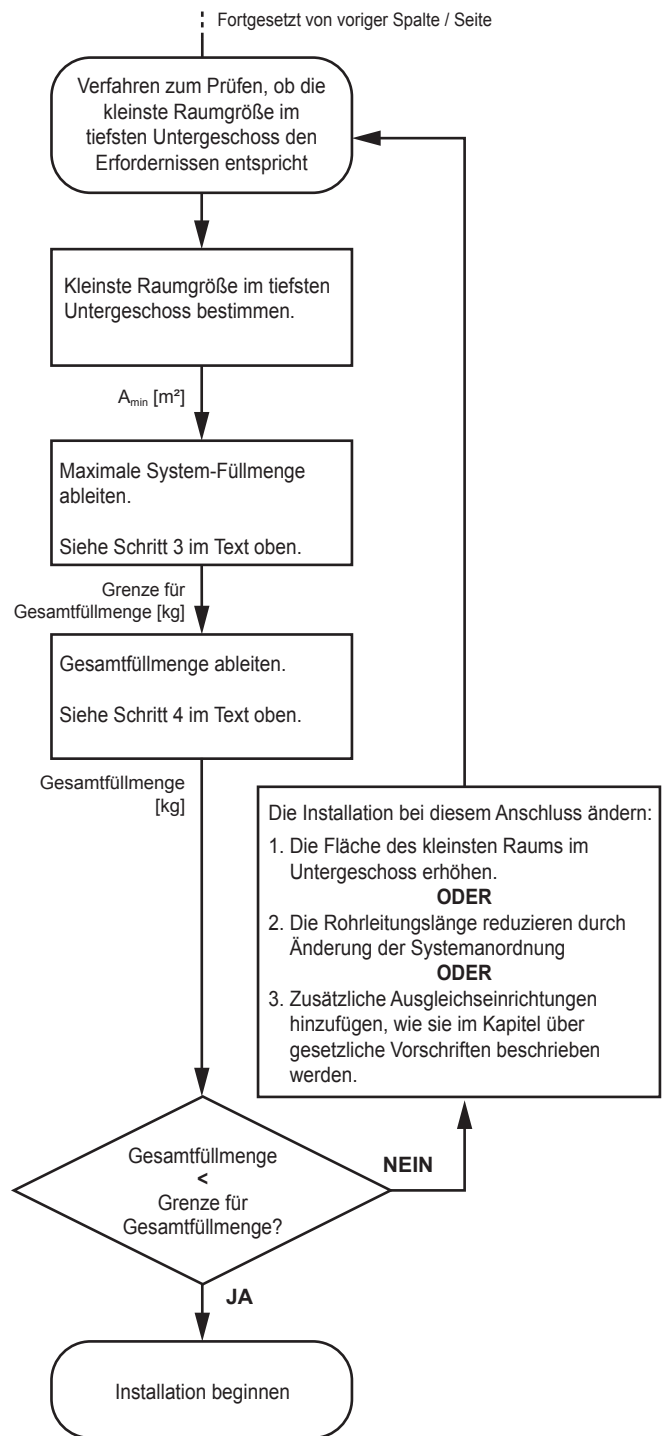 Fortgesetzt von voriger Spalte / Seite
Verfahren zum Prüfen, ob die
kleinste Raumgröße im
tiefsten Untergeschoss den
Erfordernissen entspricht
Kleinste Raumgröße im tiefsten
Untergeschoss bestimmen.
Amin [m²]
Maximale System-Füllmenge
ableiten.
Siehe Schritt 3 im Text oben.
Grenze für
Gesamtfüllmenge [kg]
Gesamtfüllmenge ableiten.
Siehe Schritt 4 im Text oben.
Gesamtfüllmenge
[kg]
Die Installation bei diesem Anschluss ändern:
1. Die Fläche des kleinsten Raums im
Untergeschoss erhöhen.
ODER
2. Die Rohrleitungslänge reduzieren durch
Änderung der Systemanordnung
ODER
3. Zusätzliche Ausgleichseinrichtungen
hinzufügen, wie sie im Kapitel über
gesetzliche Vorschriften beschrieben
werden.
Gesamtfüllmenge
<
Grenze für
Gesamtfüllmenge?
NEIN
JA
Installation beginnen